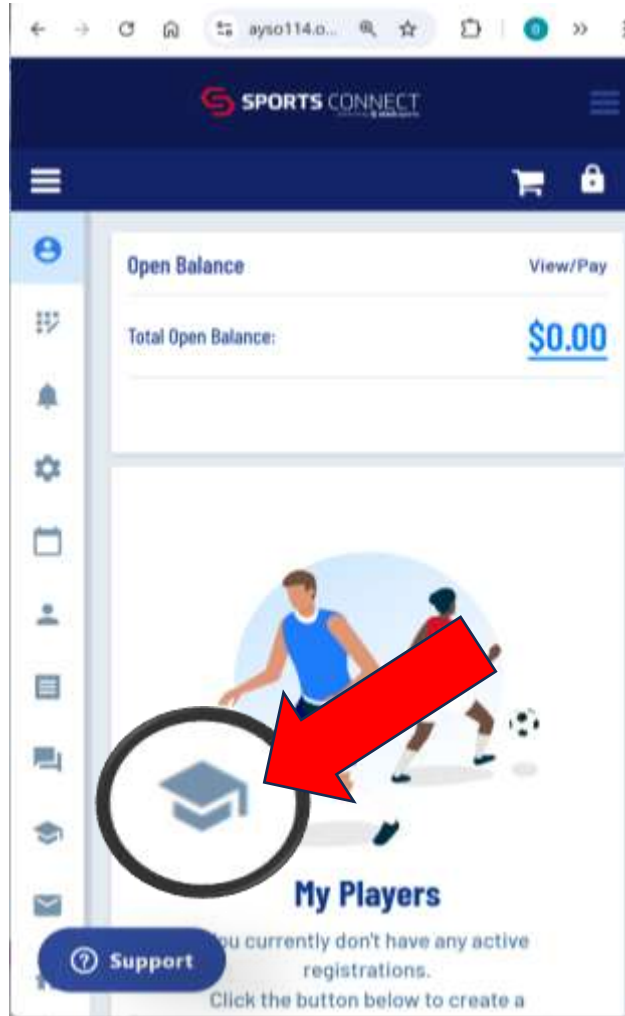 ayso114.o...
SPORTS CONNECT
Open Balance
View/Pay
Total Open Balance:
$0.00
My Players
ou currently don't have any active
registrations.
Click the button below to create a
Support